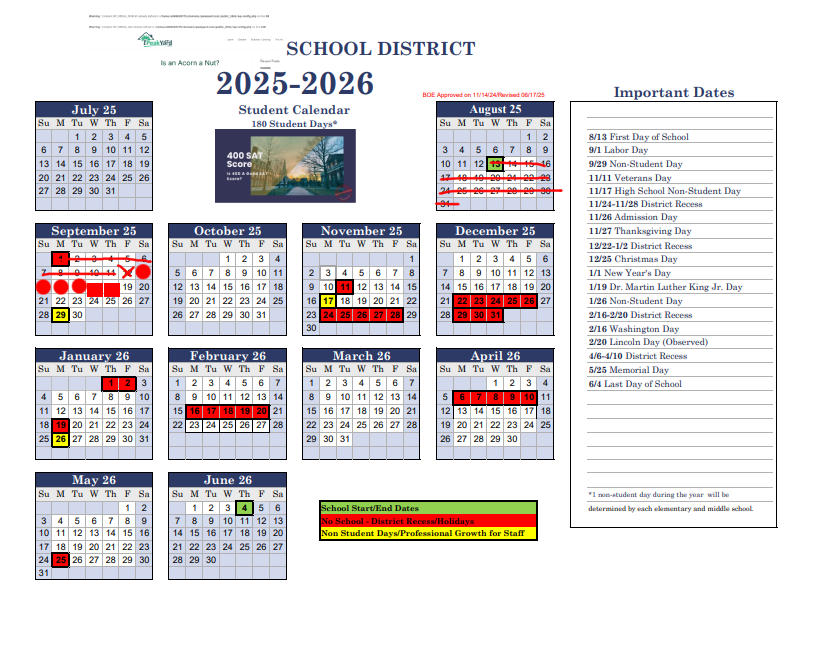 PeakYard
Is an Acorn a Nut?
SCHOOL DISTRICT
2025-2026
BOE Approved on 11/14/24/Revised 06/17/25
Student Calendar
180 Student Days*
400 SAT
Score
Is 400 A Good SAT
Score?
July 25
Su M Tu W Th F Sa
1 2 3 4 5
6 7 8 9 10 11 12
13 14 15 16 17 18 19
20 21 22 23 24 25 26
27 28 29 30 31
August 25
Su M Tu W Th F Sa
1 2
3 4 5 6 7 8 9
10 11 12 13 14 15 16
17 18 19 20 21 22 23
24 25 26 27 28 29 30
31
September 25
Su M Tu W Th F Sa
1 2 3 4 5 6
7 8 9 10 11
19 20
21 22 23 24 25 26 27
28 29 30
October 25
Su M Tu W Th F Sa
1 2 3 4
5 6 7 8 9 10 11
12 13 14 15 16 17 18
19 20 21 22 23 24 25
26 27 28 29 30 31
November 25
Su M Tu W Th F Sa
1
2 3 4 5 6 7 8
9 10 11 12 13 14 15
16 17 18 19 20 21 22
23 24 25 26 27 28 29
30
December 25
Su M Tu W Th F Sa
1 2 3 4 5 6
7 8 9 10 11 12 13
14 15 16 17 18 19 20
21 22 23 24 25 26 27
28 29 30 31
January 26
Su M Tu W Th F Sa
1 2 3
4 5 6 7 8 9 10
11 12 13 14 15 16 17
18 19 20 21 22 23 24
25 26 27 28 29 30 31
February 26
Su M Tu W Th F Sa
1 2 3 4 5 6 7
8 9 10 11 12 13 14
15 16 17 18 19 20 21
22 23 24 25 26 27 28
March 26
Su M Tu W Th F Sa
1 2 3 4 5 6 7
8 9 10 11 12 13 14
15 16 17 18 19 20 21
22 23 24 25 26 27 28
29 30 31
April 26
Su M Tu W Th F Sa
1 2 3 4
5 6 7 8 9 10 11
12 13 14 15 16 17 18
19 20 21 22 23 24 25
26 27 28 29 30
May 26
Su M Tu W Th F Sa
1 2
3 4 5 6 7 8 9
10 11 12 13 14 15 16
17 18 19 20 21 22 23
24 25 26 27 28 29 30
31
June 26
Su M Tu W Th F Sa
1 2 3 4 5 6
7 8 9 10 11 12 13
14 15 16 17 18 19 20
21 22 23 24 25 26 27
28 29 30
School Start/End Dates
No School - District Recess/Holidays
Non Student Days/Professional Growth for Staff
Important Dates
8/13 First Day of School
9/1 Labor Day
9/29 Non-Student Day
11/11 Veterans Day
11/17 High School Non-Student Day
11/24-11/28 District Recess
11/26 Admission Day
11/27 Thanksgiving Day
12/22-1/2 District Recess
12/25 Christmas Day
1/1 New Year's Day
1/19 Dr. Martin Luther King Jr. Day
1/26 Non-Student Day
2/16-2/20 District Recess
2/16 Washington Day
2/20 Lincoln Day (Observed)
4/6-4/10 District Recess
5/25 Memorial Day
6/4 Last Day of School
*1 non-student day during the year will be
determined by each elementary and middle school.